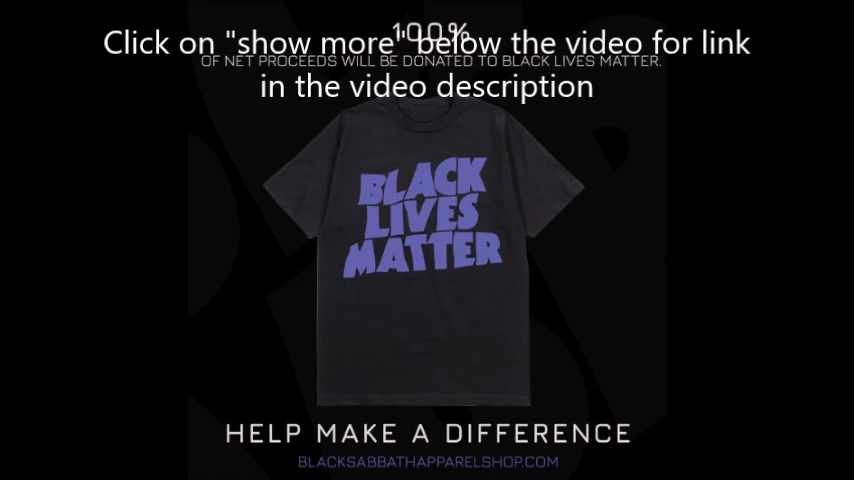 100%
Click on "show more" below the video for link
OF NET PROCEEDS WILL BE DONATED TO BLACK LIVES MATTER.
in the video description
BLACK
LIVES
MATTER
HELP MAKE A DIFFERENCE
BLACKSABBATHAPPARELSHOP.COM